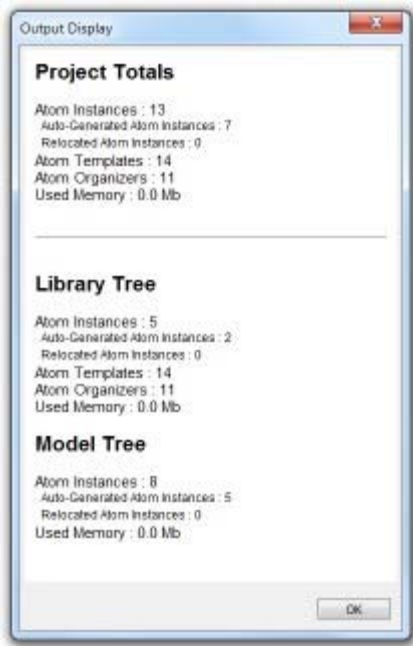 Output Display
Project Totals
Atom Instances : 13
Auto-Generated Atom Instances : 7
Relocated Atom Instances : 0
Atom Templates : 14
Atom Organizers : 11
Used Memory : 0.0 Mb
Library Tree
Atom Instances : 5
Auto-Generated Atom Instances : 2
Relocated Atom Instances : 0
Atom Templates : 14
Atom Organizers : 11
Used Memory : 0.0 Mb
Model Tree
Atom Instances : 8
Auto-Generated Atom Instances : 5
Relocated Atom Instances : 0
Used Memory : 0.0 Mb
OK